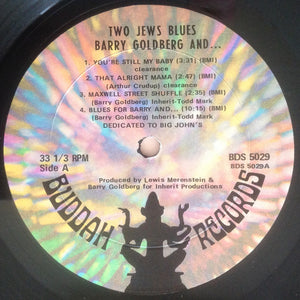 TWO JEWS BLUES
BARRY GOLDBERG AND...
1. YOU'RE STILL MY BABY (3:31) (BMI)
clearance
2. THAT ALRIGHT MAMA (2:47) (BMI)
(Arthur Crudup) clearance
3. MAXWELL STREET SHUFFLE (2:35) (BMI)
(Barry Goldberg) Inherit-Todd Mark
4. BLUES FOR BARRY AND... (10:15) (BMI)
(Barry Goldberg) Inherit-Todd Mark
DEDICATED TO BIG JOHN'S
33 1/3 RPM
Side A
BDS 5029
BDS 5029A
Produced by Lewis Merenstein &
Barry Goldberg for Inherit Productions
BUDDAH RECORDS